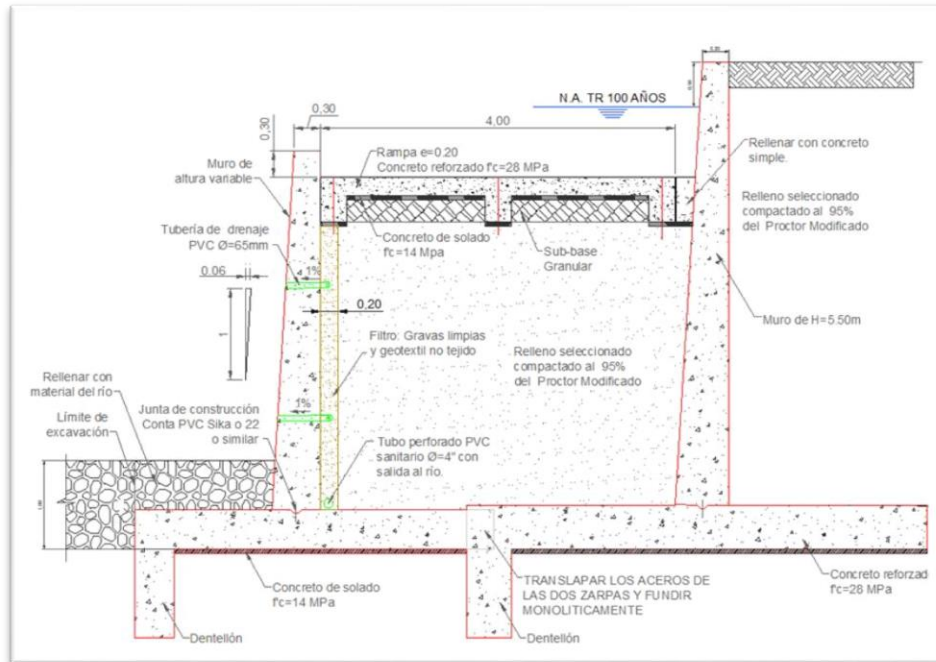 0,20
N.A. TR 100 AÑOS
0,30
4,00
0,30
Rampa e=0.20
Concreto reforzado f'c=28 MPa
Rellenar con concreto
simple.
Muro de
altura variable
Relleno seleccionado
compactado al 95%
del Proctor Modificado
Tubería de drenaje
PVC Ø=65mm
Concreto de solado
f'c=14 Mpa
Sub-base
Granular
0.06
1%
0,20
1
Muro de H=5.50m
Filtro: Gravas limpias
y geotextil no tejido
Relleno seleccionado
compactado al 95%
del Proctor Modificado
Rellenar con
material del río
1%
Límite de
excavación
Junta de construcción
Conta PVC Sika o 22
o similar
Tubo perforado PVC
sanitario Ø=4" con
salida al río.
Concreto de solado
f'c=14 MPa
TRANSLAPAR LOS ACEROS DE
LAS DOS ZARPAS Y FUNDIR
MONOLITICAMENTE
Concreto reforzad
f'c=28 MPa
Dentellón
Dentellón